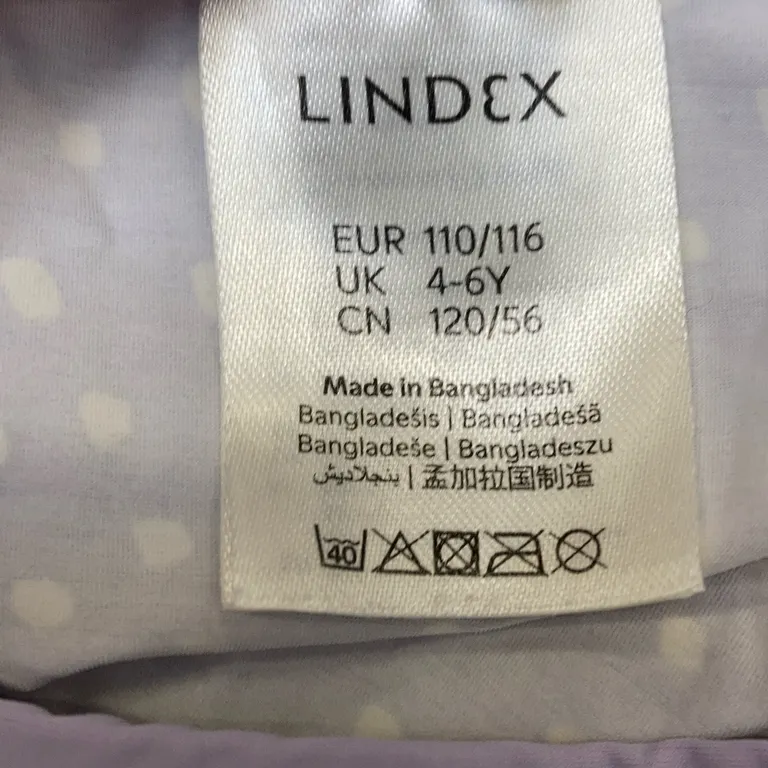 LINDEX
EUR 110/116
UK 4-6Y
CN 120/56
Made in Bangladesh
Bangladešis | Bangladešā
Bangladeše | Bangladeszu
بنجلاديش | 孟加拉国制造
40